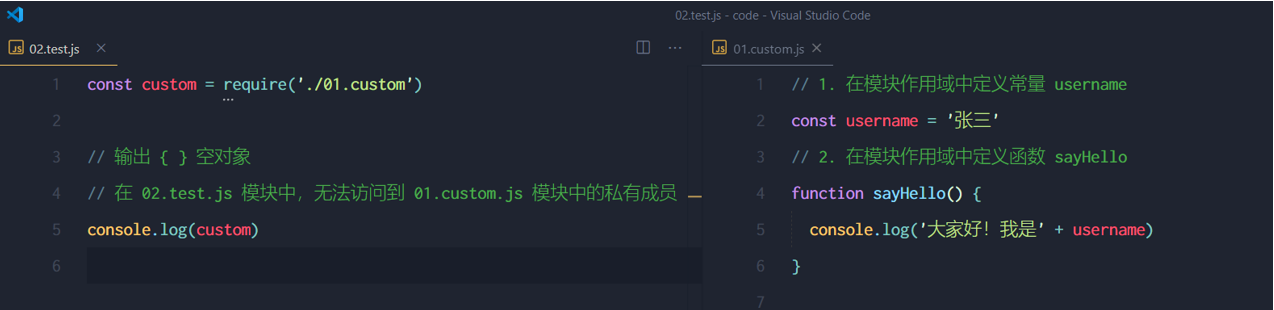 02.test.js - code - Visual Studio Code
JS 02.test.js
1 const custom = require('./01.custom')
2
3 // 输出 { } 空对象
4 // 在 02.test.js 模块中，无法访问到 01.custom.js 模块中的私有成员
5 console.log(custom)
6
JS 01.custom.js
1 // 1. 在模块作用域中定义常量 username
2 const username = '张三'
3 // 2. 在模块作用域中定义函数 sayHello
4 function sayHello() {
5 console.log('大家好！我是' + username)
6 }
7